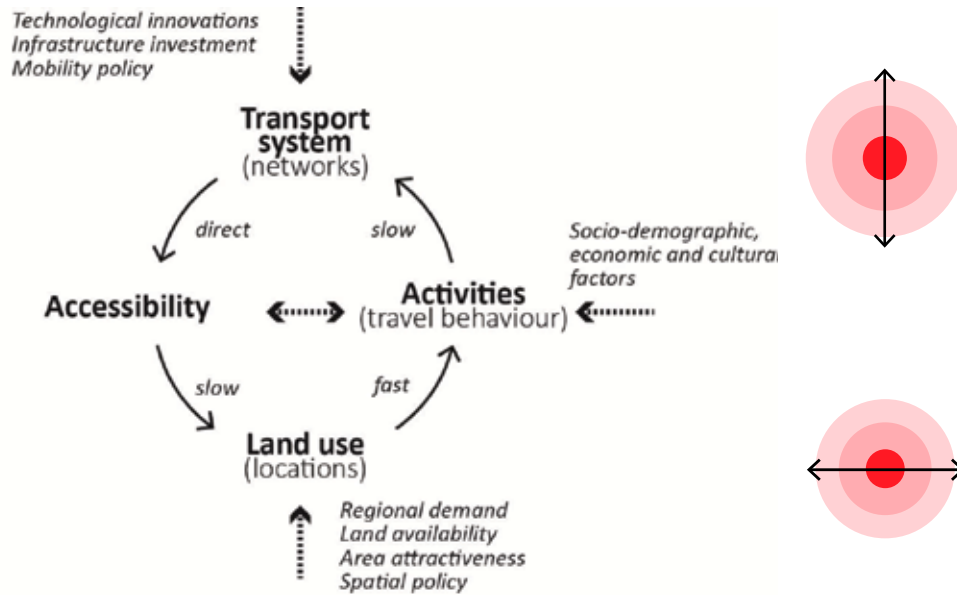 Technological innovations
Infrastructure investment
Mobility policy
Transport
system
(networks)
direct
slow
Socio-demographic,
economic and cultura
factors
Accessibility
Activities
(travel behaviour)
slow
fast
Land use
(locations)
Regional demand
Land availability
Area attractiveness
Spatial policy